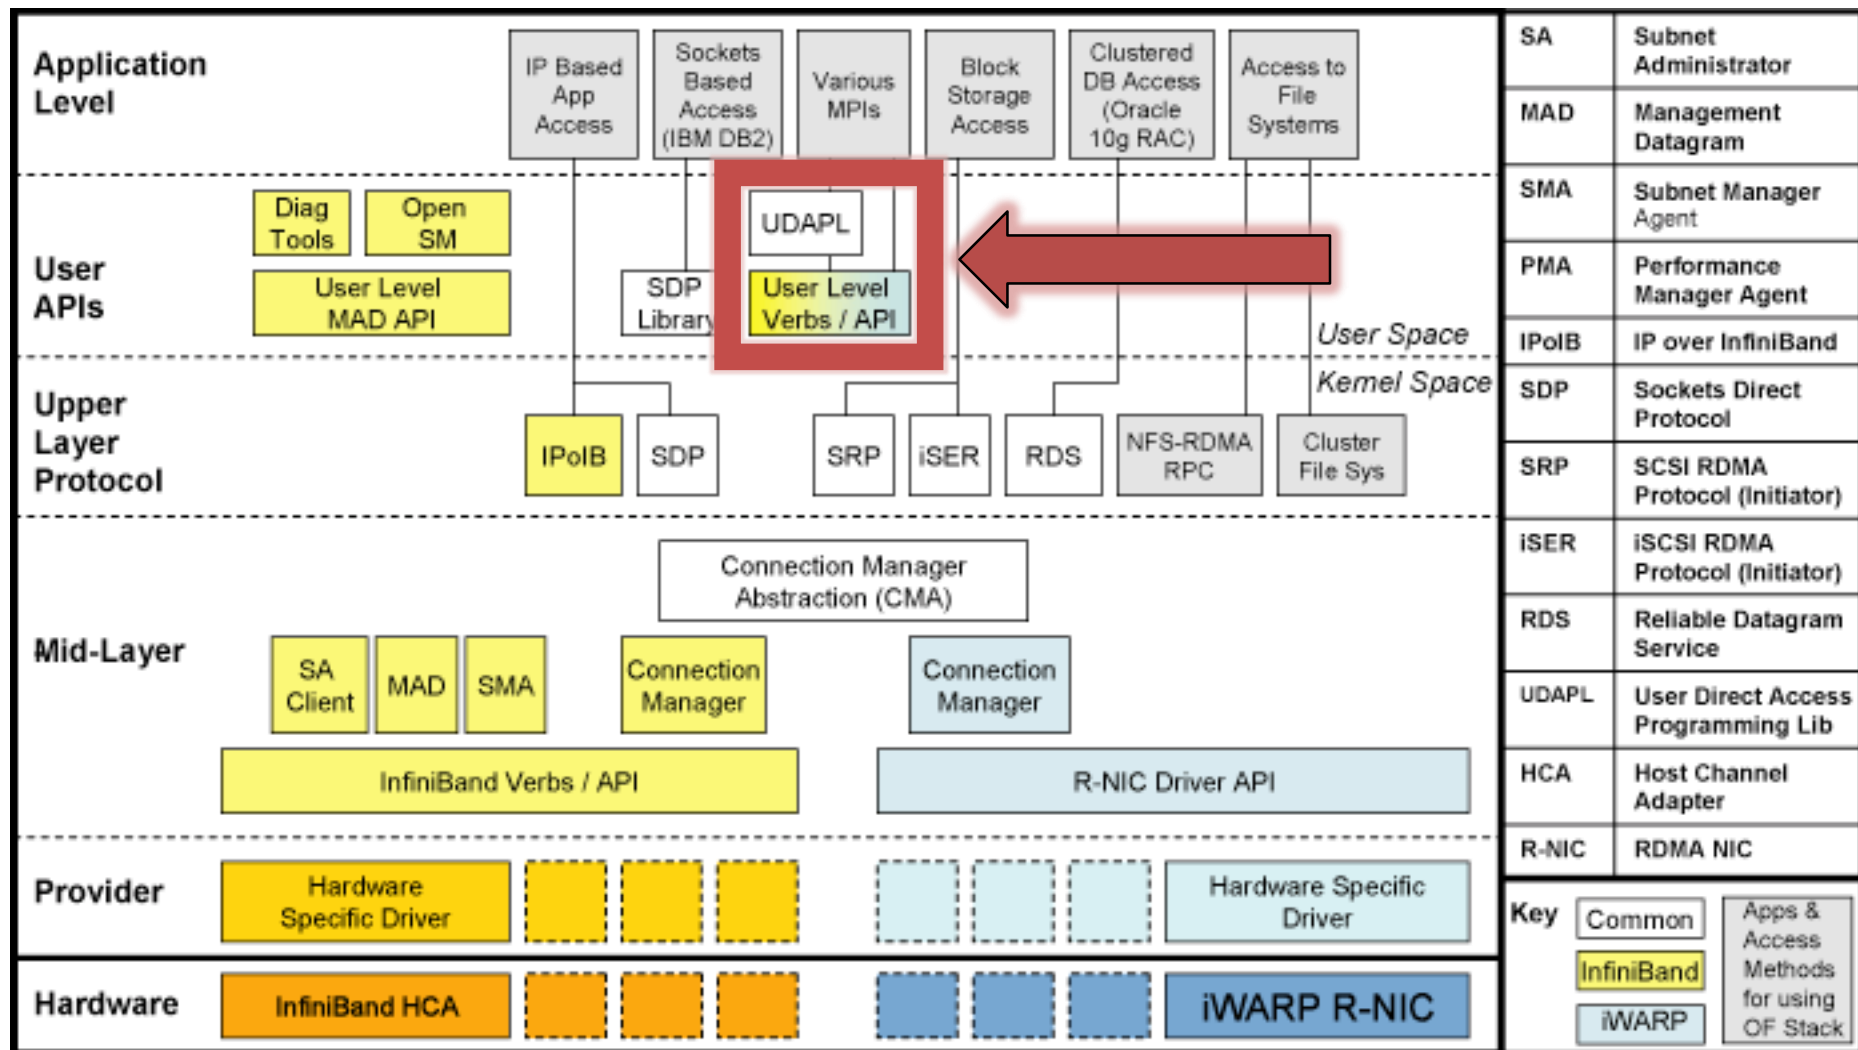 Application
Level
IP Based
App
Access
Sockets
Based
Access
(IBM DB2)
Various
MPIs
Block
Storage
Access
Clustered
DB Access
(Oracle
10g RAC)
Access to
File
Systems
User
APIs
Diag
Tools
Open
SM
User Level
MAD API
SDP
Library
UDAPL
User Level
Verbs / API
User Space
Kernel Space
Upper
Layer
Protocol
IPoIB
SDP
SRP
iSER
RDS
NFS-RDMA
RPC
Cluster
File Sys
Mid-Layer
Connection Manager
Abstraction (CMA)
SA
Client
MAD
SMA
Connection
Manager
Connection
Manager
InfiniBand Verbs / API
R-NIC Driver API
Provider
Hardware
Specific Driver
Hardware Specific
Driver
Hardware
InfiniBand HCA
iWARP R-NIC
SA Subnet
Administrator
MAD Management
Datagram
SMA Subnet Manager
Agent
PMA Performance
Manager Agent
IPoIB IP over InfiniBand
SDP Sockets Direct
Protocol
SRP SCSI RDMA
Protocol (Initiator)
iSER iSCSI RDMA
Protocol (Initiator)
RDS Reliable Datagram
Service
UDAPL User Direct Access
Programming Lib
HCA Host Channel
Adapter
R-NIC RDMA NIC
Key
Common
InfiniBand
iWARP
Apps &
Access
Methods
for using
OF Stack